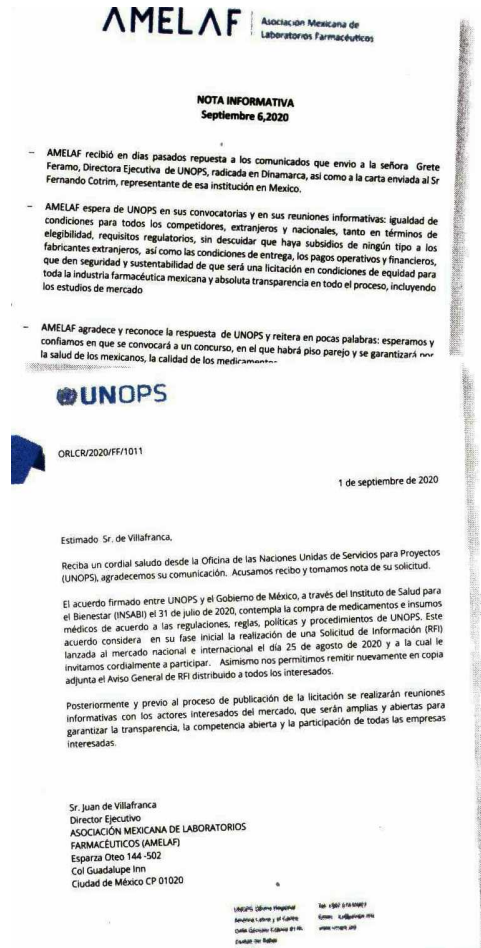 AMELAF
Asociación Mexicana de
Laboratorios Farmacéuticos
NOTA INFORMATIVA
Septiembre 6,2020
– AMELAF recibió en dias pasados repuesta a los comunicados que envio a la señora Grete
Feramo, Directora Ejecutiva de UNOPS, radicada en Dinamarca, asi como a la carta enviada al Sr
Fernando Cotrim, representante de esa institución en Mexico.
– AMELAF espera de UNOPS en sus convocatorias y en sus reuniones informativas: igualdad de
condiciones para todos los competidores, extranjeros y nacionales, tanto en términos de
elegibilidad, requisitos regulatorios, sin descuidar que haya subsidios de ningún tipo a los
fabricantes extranjeros, así como las condiciones de entrega, los pagos operativos y financieros,
que den seguridad y sustentabilidad de que será una licitación en condiciones de equidad para
toda la industria farmacéutica mexicana y absoluta transparencia en todo el proceso, incluyendo
los estudios de mercado
– AMELAF agradece y reconoce la respuesta de UNOPS y reitera en pocas palabras: esperamos y
confiamos en que se convocará a un concurso, en el que habrá piso parejo y se garantizará por
la salud de los mexicanos, la calidad de los
UNOPS
ORLCR/2020/FF/1011
1 de septiembre de 2020
Estimado Sr. de Villafranca,
Reciba un cordial saludo desde la Oficina de las Naciones Unidas de Servicios para Proyectos
(UNOPS), agradecemos su comunicación. Acusamos recibo y tomamos nota de su solicitud.
El acuerdo firmado entre UNOPS y el Gobierno de México, a través del Instituto de Salud para
el Bienestar (INSABI) el 31 de julio de 2020, contempla la compra de medicamentos e insumos
médicos de acuerdo a las regulaciones, reglas, políticas y procedimientos de UNOPS. Este
acuerdo considera en su fase inicial la realización de una Solicitud de Información (RFI)
lanzada al mercado nacional e internacional el día 25 de agosto de 2020 y a la cual le
invitamos cordialmente a participar. Asimismo nos permitimos remitir nuevamente en copia
adjunta el Aviso General de RFI distribuido a todos los interesados.
Posteriormente y previo al proceso de publicación de la licitación se realizarán reuniones
informativas con los actores interesados del mercado, que serán amplias y abiertas para
garantizar la transparencia, la competencia abierta y la participación de todas las empresas
interesadas.
Sr. Juan de Villafranca
Director Ejecutivo
ASOCIACIÓN MEXICANA DE LABORATORIOS
FARMACÉUTICOS (AMELAF)
Esparza Oteo 144 -502
Col Guadalupe Inn
Ciudad de México CP 01020
UNOPS Oficina Regional
América Latina y el Caribe